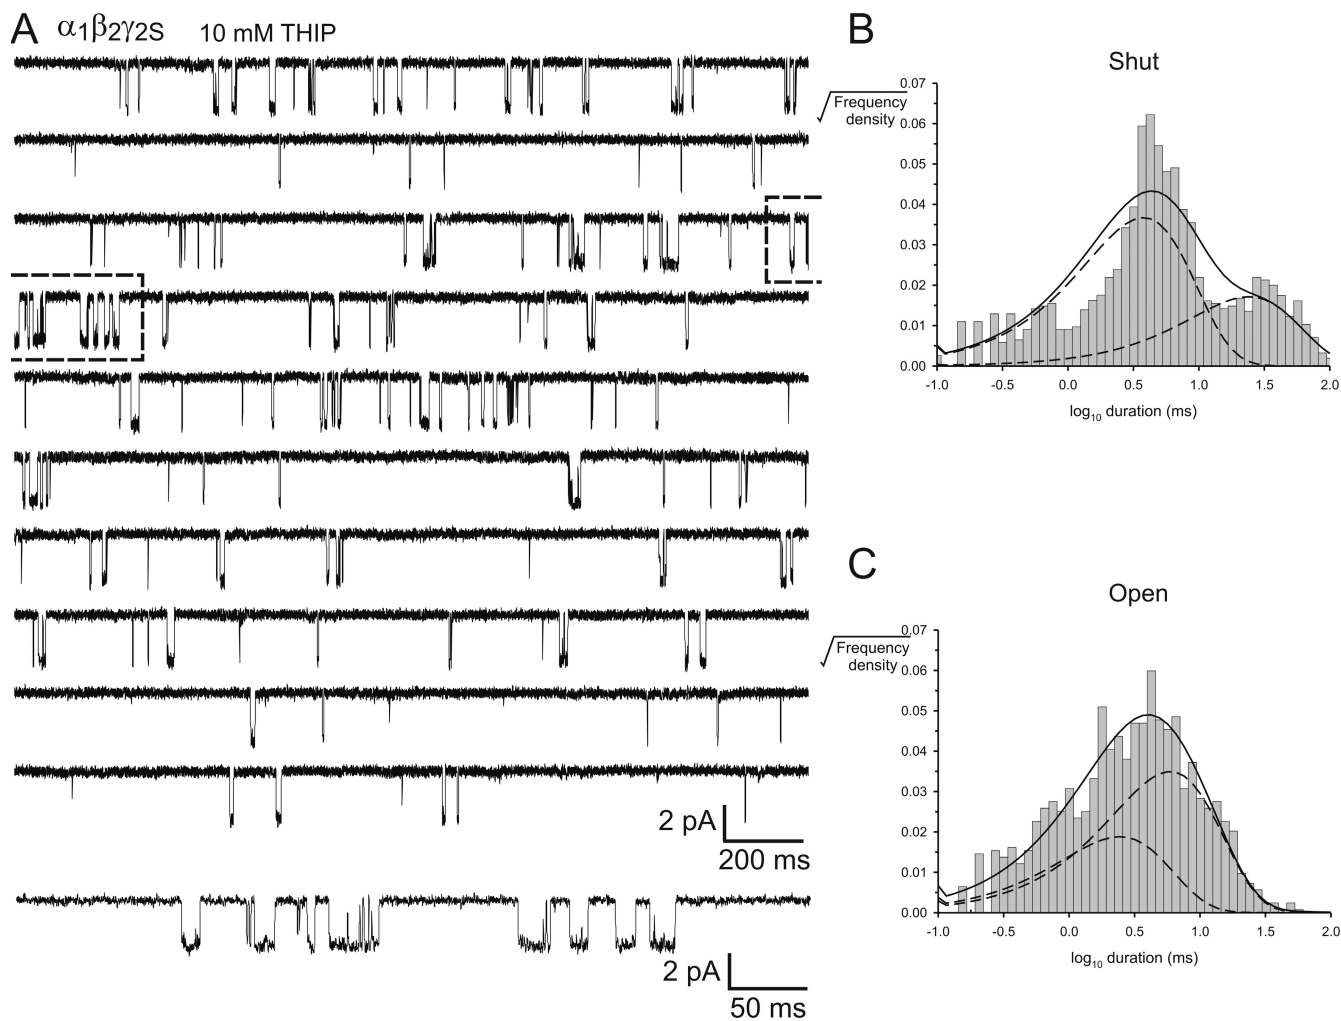 A α1β2γ2S 10 mM THIP
2 pA
200 ms
2 pA
50 ms
B
Shut
√Frequency
density
0.07
0.06
0.05
0.04
0.03
0.02
0.01
0.00
-1.0 -0.5 0.0 0.5 1.0 1.5 2.0
log10 duration (ms)
C
Open
√Frequency
density
0.07
0.06
0.05
0.04
0.03
0.02
0.01
0.00
-1.0 -0.5 0.0 0.5 1.0 1.5 2.0
log10 duration (ms)